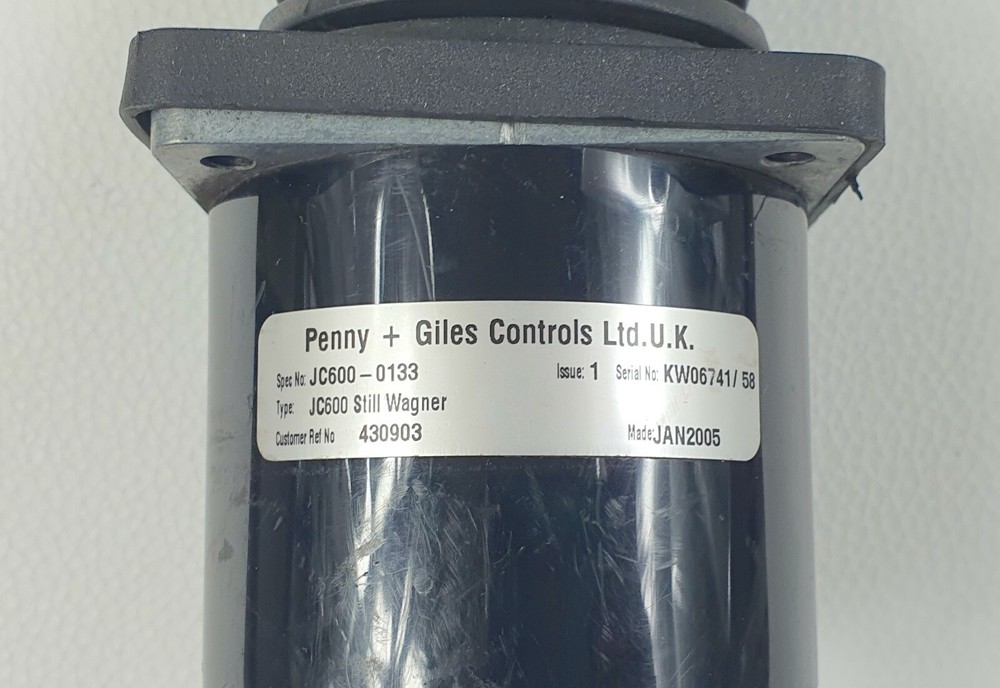 Penny + Giles Controls Ltd.U.K.
Spec No: JC600-0133 Issue: 1 Serial No: KW06741/58
Type: JC600 Still Wagner
Customer Ref No 430903 Made: JAN2005